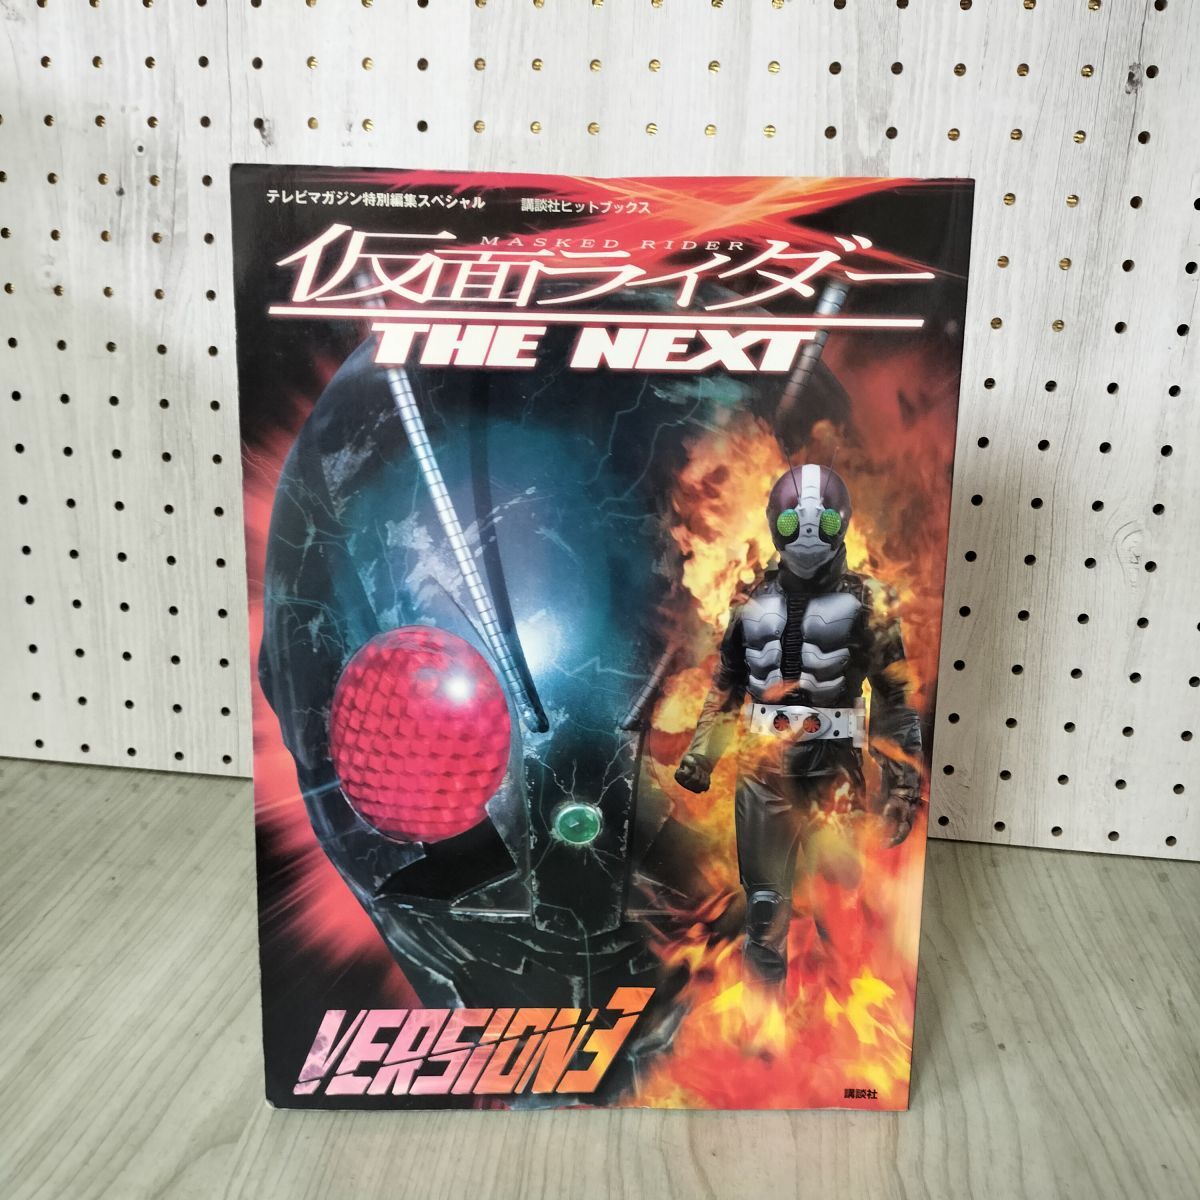 テレビマガジン特別編集スペシャル 講談社ヒットブックス
MASKED RIDER
仮面ライダー
THE NEXT
VERSION3
講談社